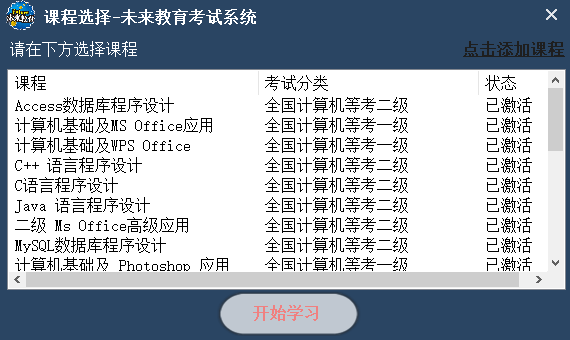 课程选择-未来教育考试系统
请在下方选择课程 点击添加课程
课程 考试分类 状态
Access数据库程序设计 全国计算机等考二级 已激活
计算机基础及MS Office应用 全国计算机等考一级 已激活
计算机基础及WPS Office 全国计算机等考一级 已激活
C++ 语言程序设计 全国计算机等考二级 已激活
C语言程序设计 全国计算机等考二级 已激活
Java 语言程序设计 全国计算机等考二级 已激活
二级 Ms Office高级应用 全国计算机等考二级 已激活
MySQL数据库程序设计 全国计算机等考二级 已激活
计算机基础及 Photoshop 应用 全国计算机等考一级 已激活
开始学习